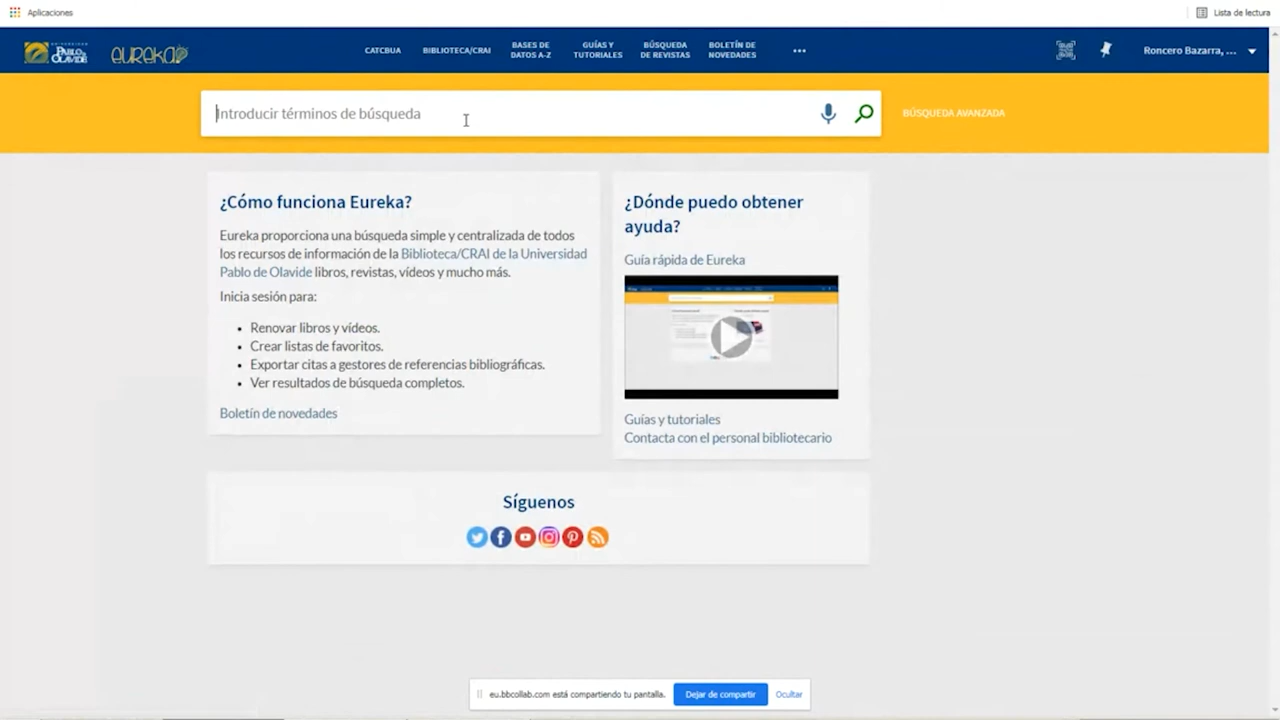 Aplicaciones
Lista de lectura
UNIVERSIDAD
PABLO
OLAVIDE
eureka
CATCBUA
BIBLIOTECA/CRAI
BASES DE
DATOS A-Z
GUÍAS Y
TUTORIALES
BÚSQUEDA
DE REVISTAS
BOLETÍN DE
NOVEDADES
Roncero Bazarra, ...
Introducir términos de búsqueda
BÚSQUEDA AVANZADA
¿Cómo funciona Eureka?
Eureka proporciona una búsqueda simple y centralizada de todos
los recursos de información de la Biblioteca/CRAI de la Universidad
Pablo de Olavide libros, revistas, vídeos y mucho más.
Inicia sesión para:
• Renovar libros y vídeos.
• Crear listas de favoritos.
• Exportar citas a gestores de referencias bibliográficas.
• Ver resultados de búsqueda completos.
Boletín de novedades
¿Dónde puedo obtener
ayuda?
Guía rápida de Eureka
Guías y tutoriales
Contacta con el personal bibliotecario
Síguenos
eu.bbcollab.com está compartiendo tu pantalla.
Dejar de compartir
Ocultar